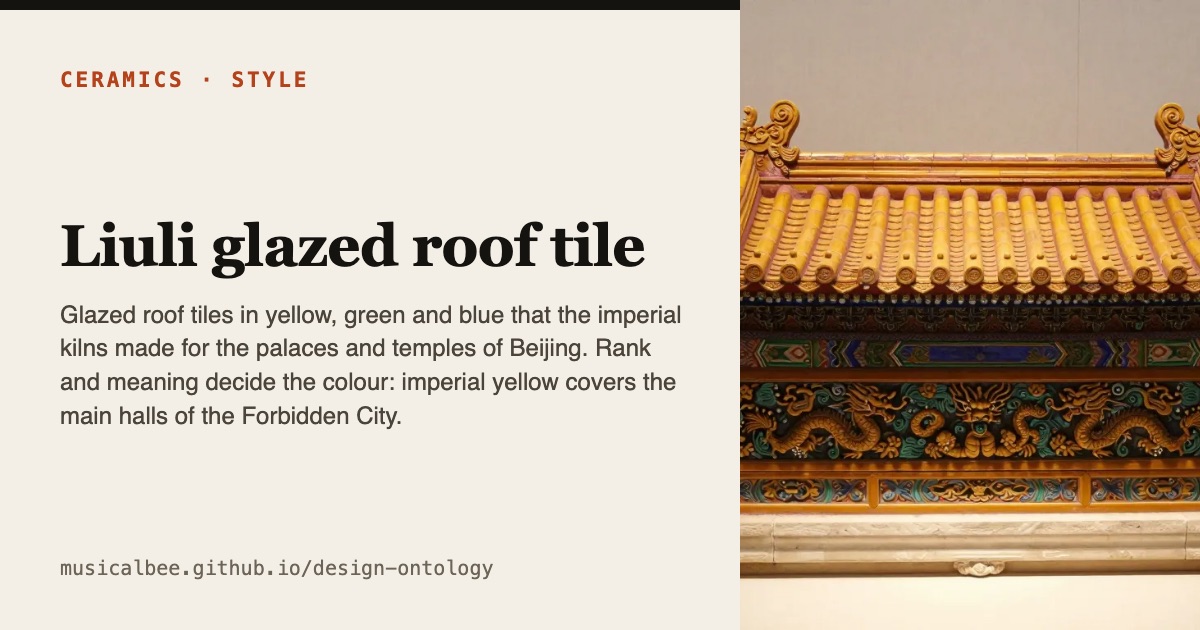 CERAMICS · STYLE
Liuli glazed roof tile
Glazed roof tiles in yellow, green and blue that the imperial
kilns made for the palaces and temples of Beijing. Rank
and meaning decide the colour: imperial yellow covers the
main halls of the Forbidden City.
musicalbee.github.io/design-ontology